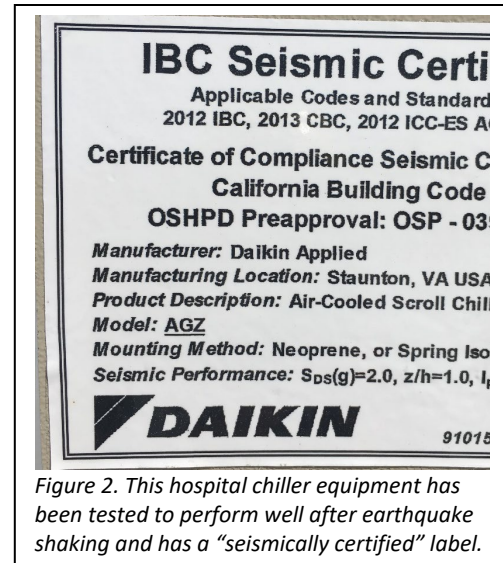 IBC Seismic Certi
Applicable Codes and Standard
2012 IBC, 2013 CBC, 2012 ICC-ES A
Certificate of Compliance Seismic C
California Building Code
OSHPD Preapproval: OSP - 03
Manufacturer: Daikin Applied
Manufacturing Location: Staunton, VA USA
Product Description: Air-Cooled Scroll Chil
Model: AGZ
Mounting Method: Neoprene, or Spring Iso
Seismic Performance: SDS(g)=2.0, z/h=1.0, I
DAIKIN
91015
Figure 2. This hospital chiller equipment has
been tested to perform well after earthquake
shaking and has a “seismically certified” label.